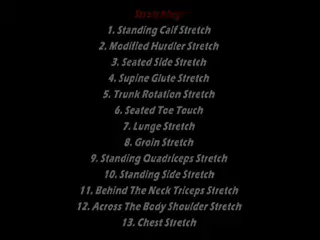 Stretching:
1. Standing Calf Stretch
2. Modified Hurdler Stretch
3. Seated Side Stretch
4. Supine Glute Stretch
5. Trunk Rotation Stretch
6. Seated Toe Touch
7. Lunge Stretch
8. Groin Stretch
9. Standing Quadriceps Stretch
10. Standing Side Stretch
11. Behind The Neck Triceps Stretch
12. Across The Body Shoulder Stretch
13. Chest Stretch